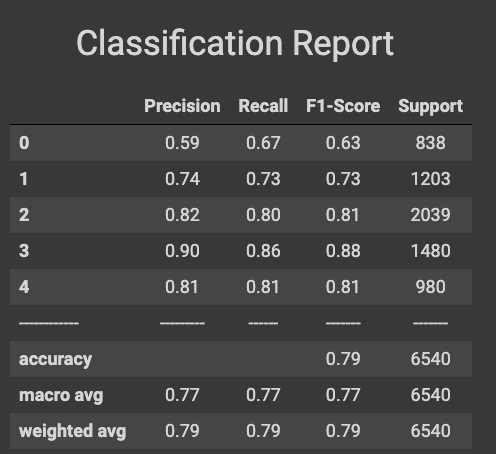 Classification Report
Precision Recall F1-Score Support
0 0.59 0.67 0.63 838
1 0.74 0.73 0.73 1203
2 0.82 0.80 0.81 2039
3 0.90 0.86 0.88 1480
4 0.81 0.81 0.81 980
------------ --------- ------ ------- -------
accuracy 0.79 6540
macro avg 0.77 0.77 0.77 6540
weighted avg 0.79 0.79 0.79 6540